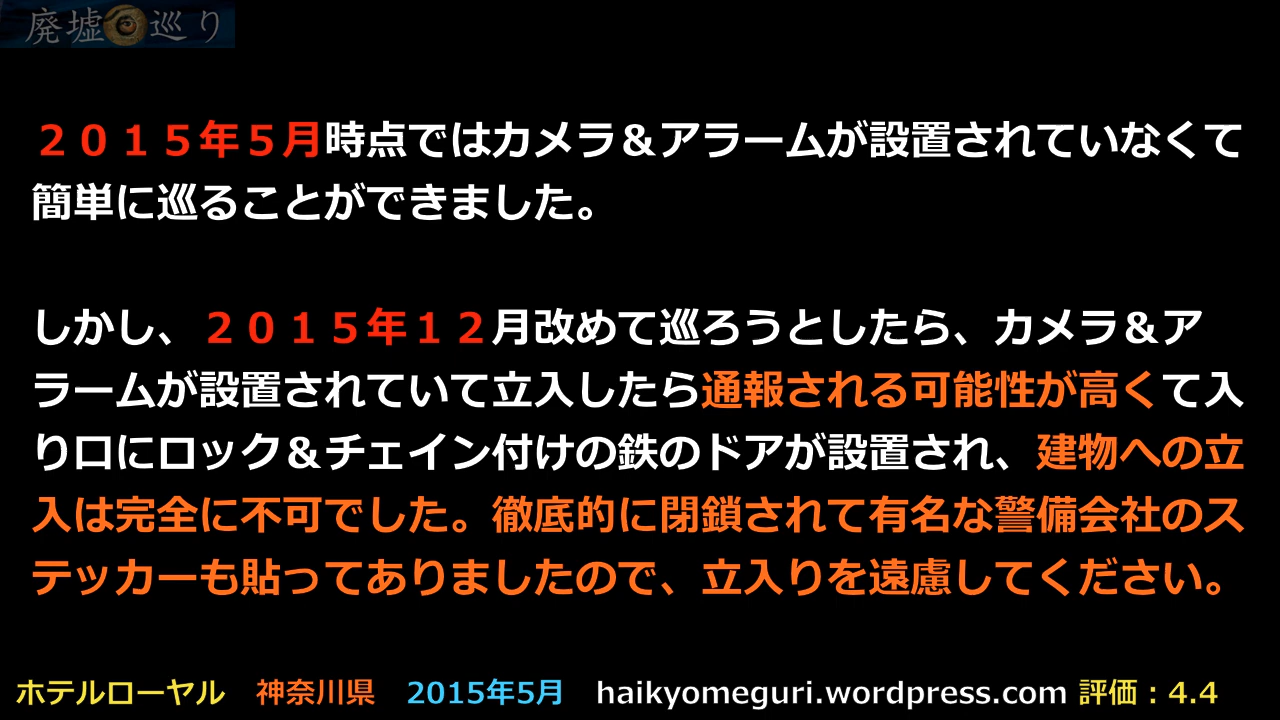 廃墟巡り
２０１５年５月時点ではカメラ＆アラームが設置されていなくて
簡単に巡ることができました。
しかし、２０１５年１２月改めて巡ろうとしたら、カメラ＆ア
ラームが設置されていて立入したら通報される可能性が高くて入
り口にロック＆チェイン付けの鉄のドアが設置され、建物への立
入は完全に不可でした。徹底的に閉鎖されて有名な警備会社のス
テッカーも貼ってありましたので、立入りを遠慮してください。
ホテルローヤル　神奈川県　2015年5月　haikyomeguri.wordpress.com 評価：4.4